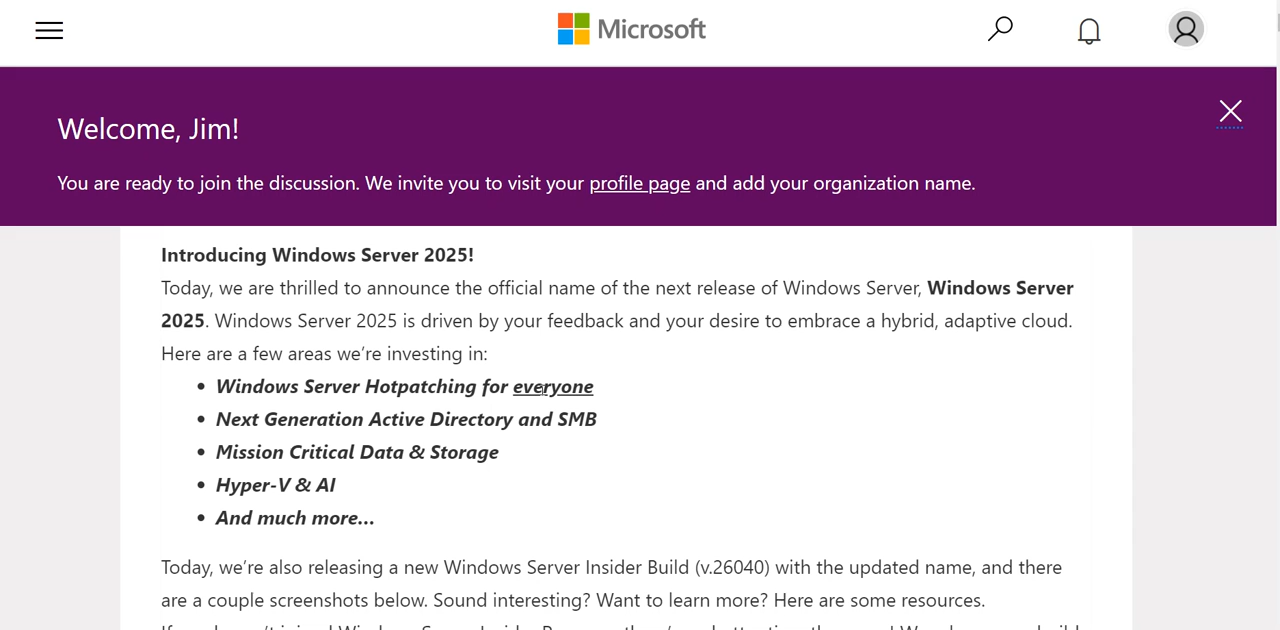 Microsoft
Welcome, Jim!
You are ready to join the discussion. We invite you to visit your profile page and add your organization name.
Introducing Windows Server 2025!
Today, we are thrilled to announce the official name of the next release of Windows Server, Windows Server
2025. Windows Server 2025 is driven by your feedback and your desire to embrace a hybrid, adaptive cloud.
Here are a few areas we’re investing in:
• Windows Server Hotpatching for everyone
• Next Generation Active Directory and SMB
• Mission Critical Data & Storage
• Hyper-V & AI
• And much more…
Today, we’re also releasing a new Windows Server Insider Build (v.26040) with the updated name, and there
are a couple screenshots below. Sound interesting? Want to learn more? Here are some resources.